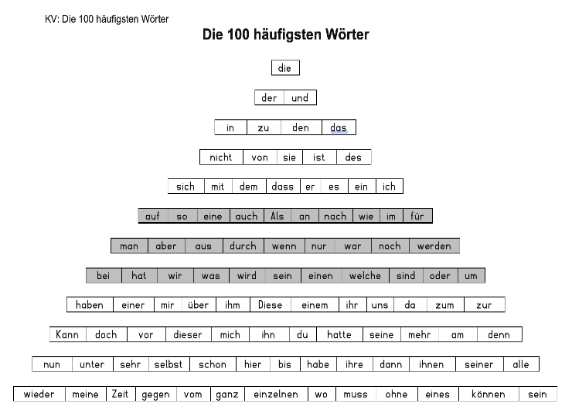 KV: Die 100 häufigsten Wörter
Die 100 häufigsten Wörter
die
der und
in zu den das
nicht von sie ist des
sich mit dem dass er es ein ich
auf so eine auch Als an nach wie im für
man aber aus durch wenn nur war noch werden
bei hat wir was wird sein einen welche sind oder um
haben einer mir über ihm Diese einem ihr uns da zum zur
Kann doch vor dieser mich ihn du hatte seine mehr am denn
nun unter sehr selbst schon hier bis habe ihre dann ihnen seiner alle
wieder meine Zeit gegen vom ganz einzelnen wo muss ohne eines können sein